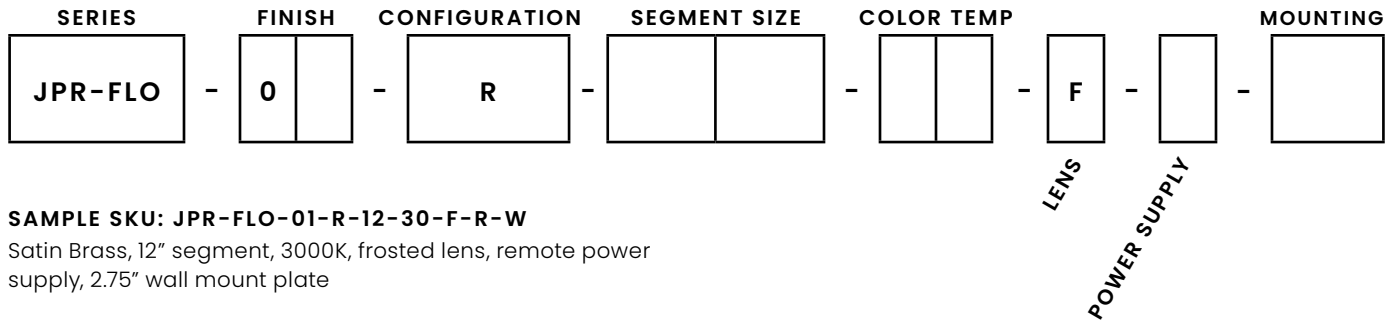 SERIES FINISH CONFIGURATION SEGMENT SIZE COLOR TEMP MOUNTING
JPR-FLO - 0 - R - - - F - -
LENS
POWER SUPPLY
SAMPLE SKU: JPR-FLO-01-R-12-30-F-R-W
Satin Brass, 12” segment, 3000K, frosted lens, remote power
supply, 2.75” wall mount plate